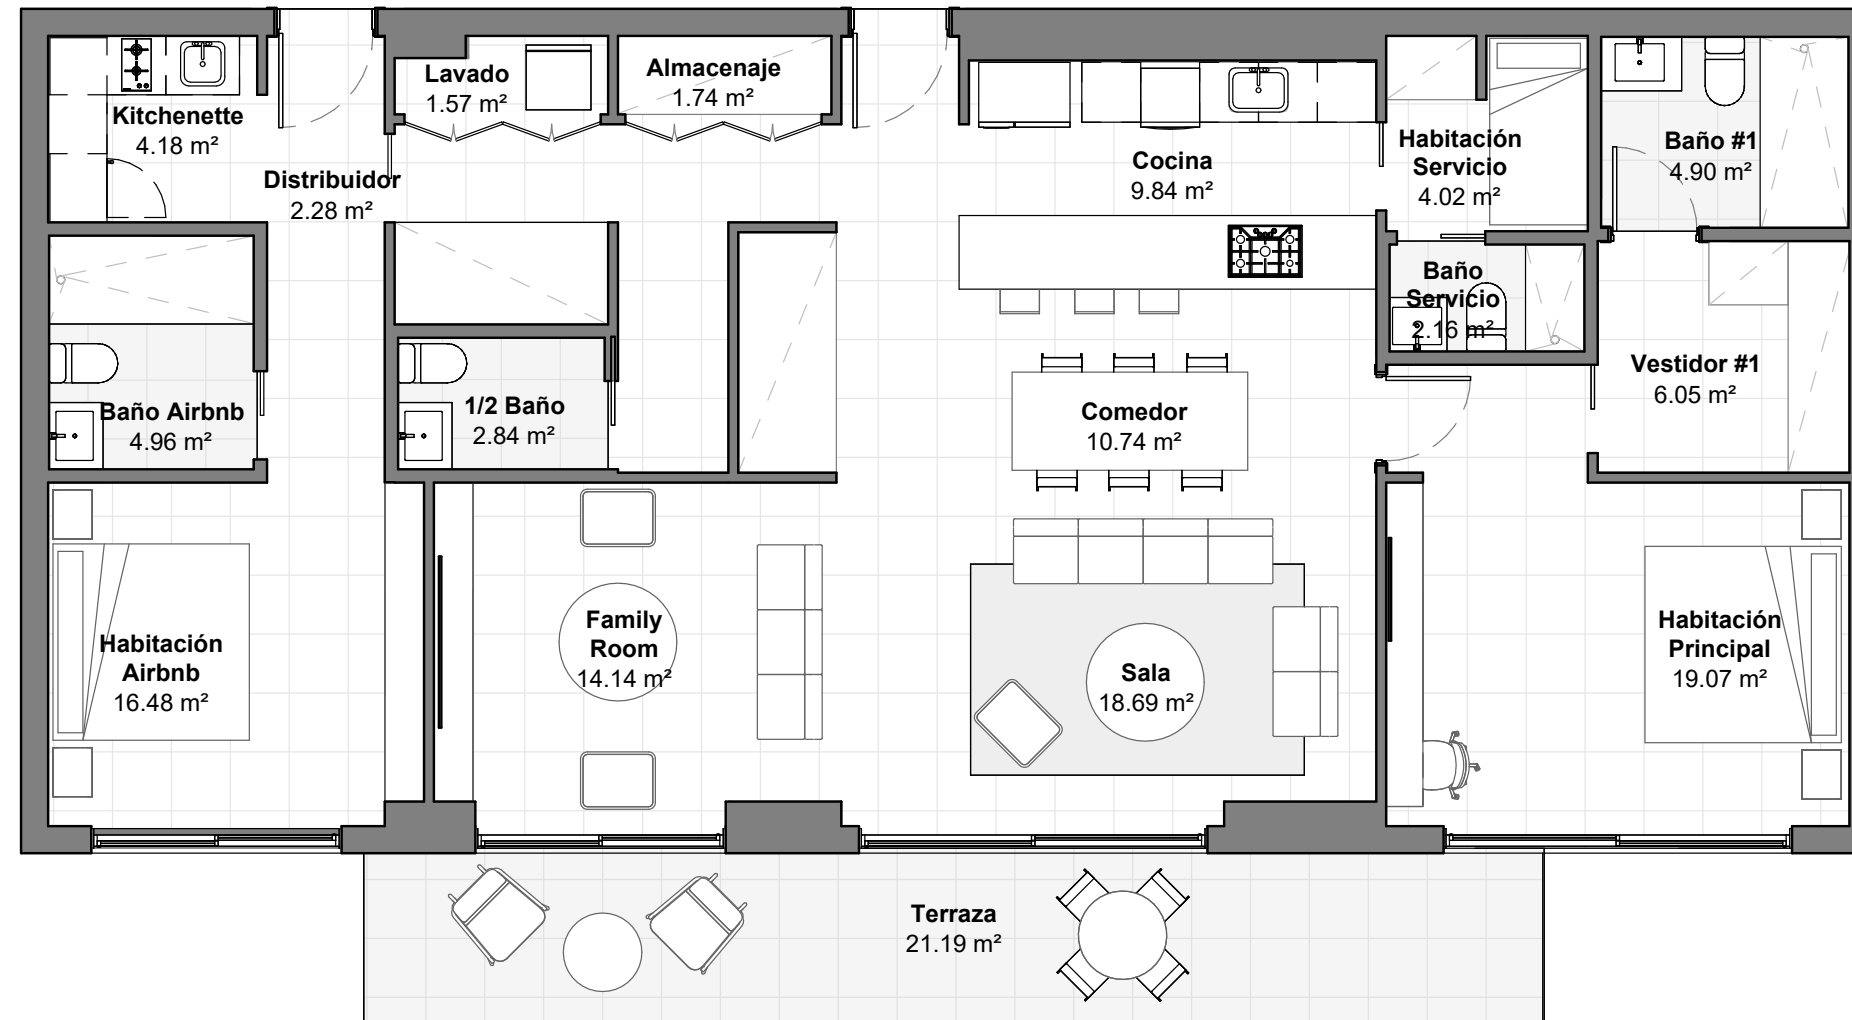 Kitchenette
4.18 m²
Lavado
1.57 m²
Almacenaje
1.74 m²
Distribuidor
2.28 m²
Cocina
9.84 m²
Habitación
Servicio
4.02 m²
Baño #1
4.90 m²
Baño
Servicio
2.16 m²
Vestidor #1
6.05 m²
Baño Airbnb
4.96 m²
1/2 Baño
2.84 m²
Comedor
10.74 m²
Habitación
Airbnb
16.48 m²
Family
Room
14.14 m²
Sala
18.69 m²
Habitación
Principal
19.07 m²
Terraza
21.19 m²